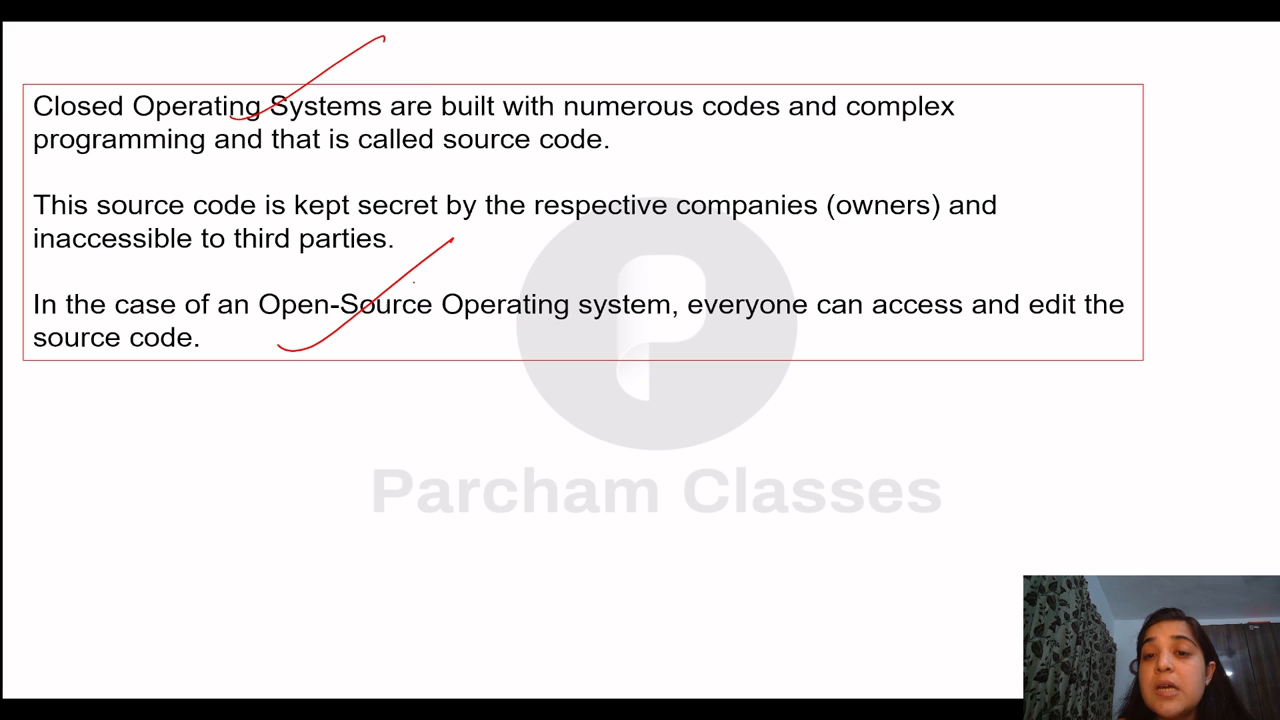 Closed Operating Systems are built with numerous codes and complex
programming and that is called source code.
This source code is kept secret by the respective companies (owners) and
inaccessible to third parties.
In the case of an Open-Source Operating system, everyone can access and edit the
source code.
Parcham Classes